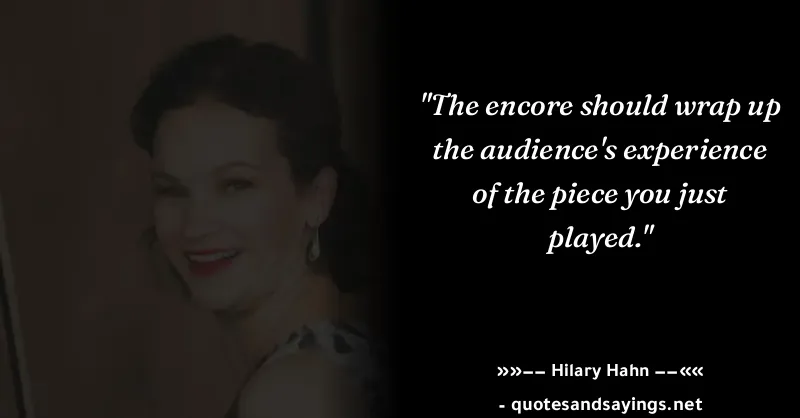 "The encore should wrap up
the audience's experience
of the piece you just
played."
»»−− Hilary Hahn −−««
- quotesandsayings.net